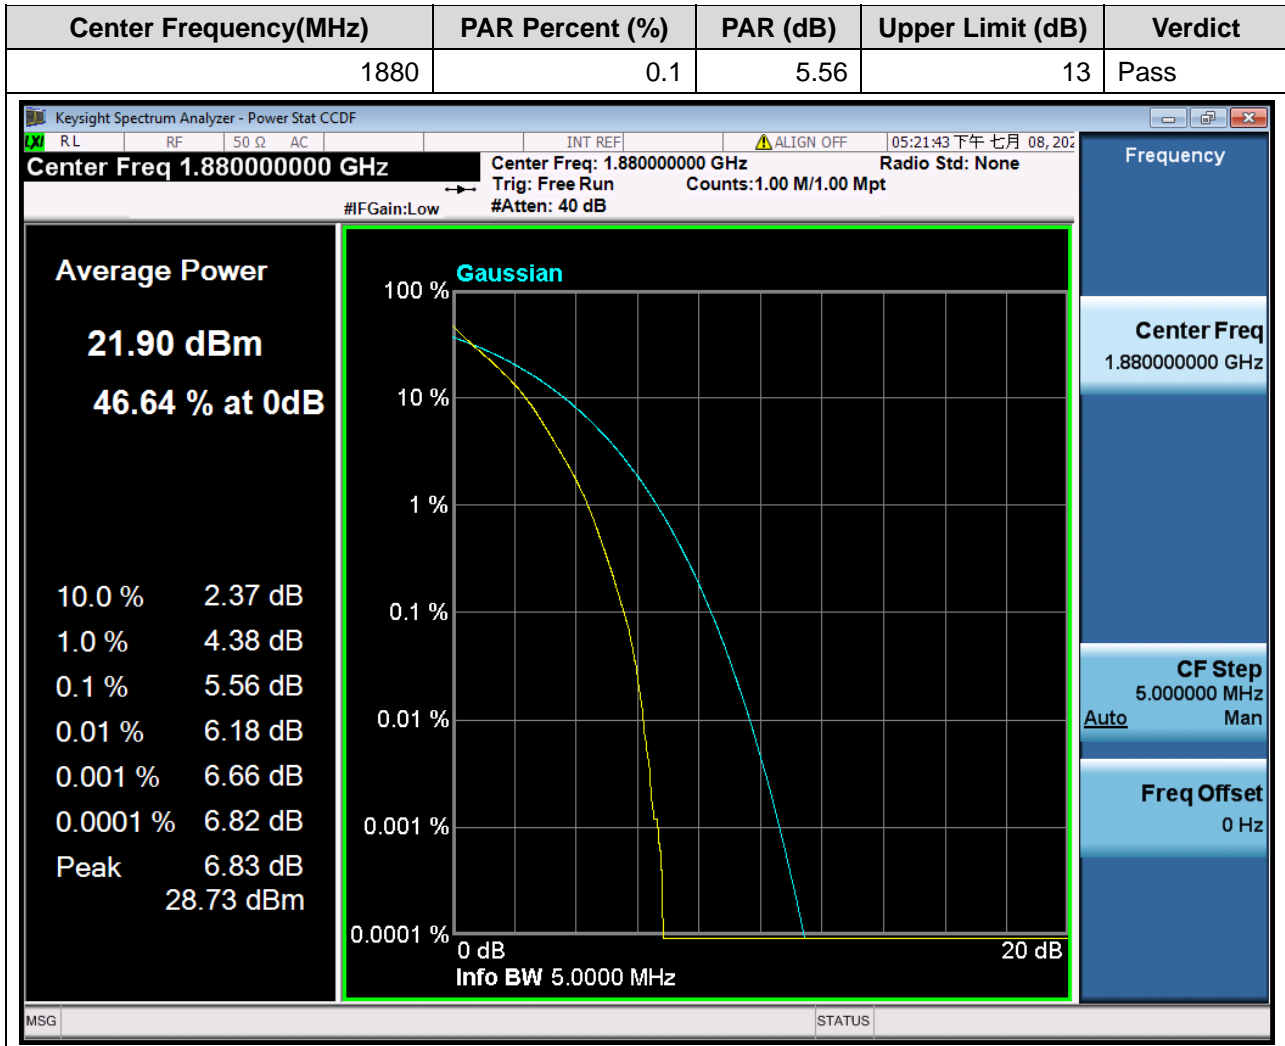 Center Frequency(MHz) PAR Percent (%) PAR (dB) Upper Limit (dB) Verdict
1880 0.1 5.56 13 Pass
Keysight Spectrum Analyzer - Power Stat CCDF
LXI RL RF 50 Ω AC INT REF ALIGN OFF 05:21:43 下午 七月 08, 202
Center Freq 1.880000000 GHz
Center Freq: 1.880000000 GHz Radio Std: None
Trig: Free Run Counts:1.00 M/1.00 Mpt
#IFGain:Low #Atten: 40 dB
Average Power
21.90 dBm
46.64 % at 0dB
10.0 % 2.37 dB
1.0 % 4.38 dB
0.1 % 5.56 dB
0.01 % 6.18 dB
0.001 % 6.66 dB
0.0001 % 6.82 dB
Peak 6.83 dB
28.73 dBm
Gaussian
100 %
10 %
1 %
0.1 %
0.01 %
0.001 %
0.0001 %
0 dB 20 dB
Info BW 5.0000 MHz
Frequency
Center Freq
1.880000000 GHz
CF Step
5.000000 MHz
Auto Man
Freq Offset
0 Hz
MSG STATUS